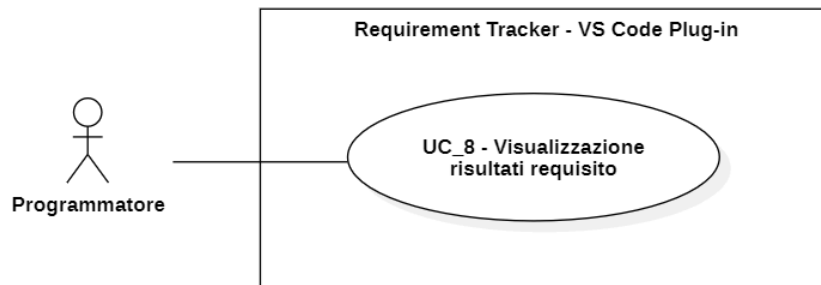 Requirement Tracker - VS Code Plug-in
UC_8 - Visualizzazione
risultati requisito
Programmatore